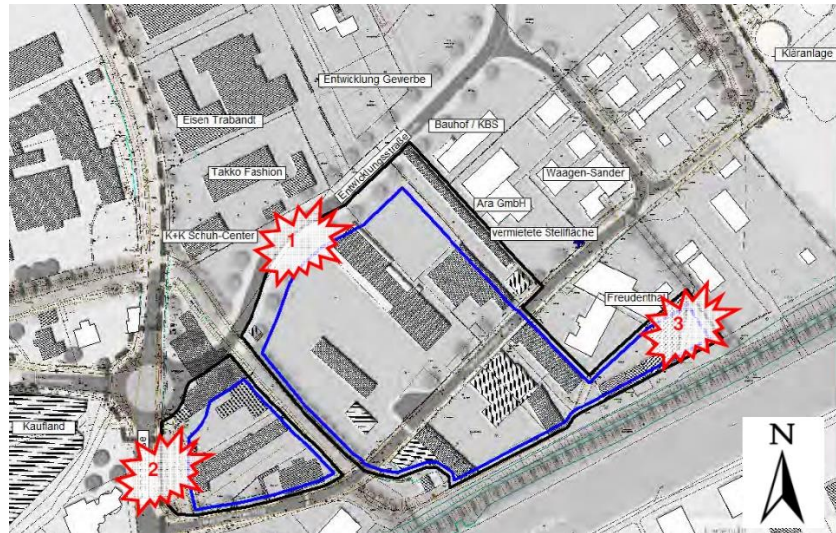 Kläranlage
Entwicklung Gewerbe
Eisen Trabandt
Bauhof / KBS
Entwicklungsstraße
Takko Fashion
Waagen-Sander
Ara GmbH
K+K Schuh-Center
1
vermietete Stellfläche
Freudenthal
3
Kaufland
2
N